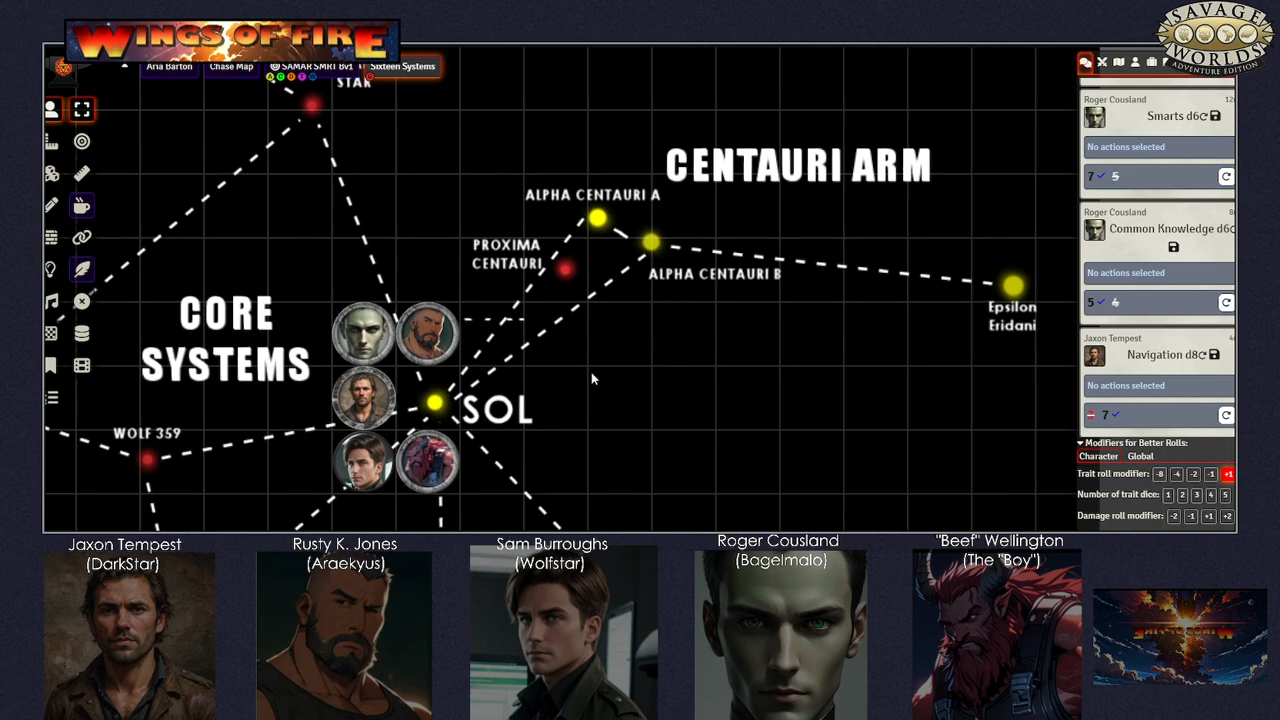 WINGS OF FIRE
SAVAGE
WORLDS
ADVENTURE EDITION
Aria Barton
Chase Map
SAMAR SMRT Bv1
Sixteen Systems
A C D T W
G
STAR
CENTAURI ARM
ALPHA CENTAURI A
PROXIMA
CENTAURI
ALPHA CENTAURI B
Epsilon
Eridani
CORE
SYSTEMS
SOL
WOLF 359
Roger Cousland
Smarts d6
No actions selected
7 5
Roger Cousland
Common Knowledge d6
No actions selected
5 4
Jaxon Tempest
Navigation d8
No actions selected
7
Modifiers for Better Rolls:
Character Global
Trait roll modifier: -8 -4 -2 -1 +1
Number of trait dice: 1 2 3 4 5
Damage roll modifier: -2 -1 +1 +2
Jaxon Tempest
(DarkStar)
Rusty K. Jones
(Araekyus)
Sam Burroughs
(Wolfstar)
Roger Cousland
(Bagelmalo)
"Beef" Wellington
(The "Boy")
WINGS OF FIRE